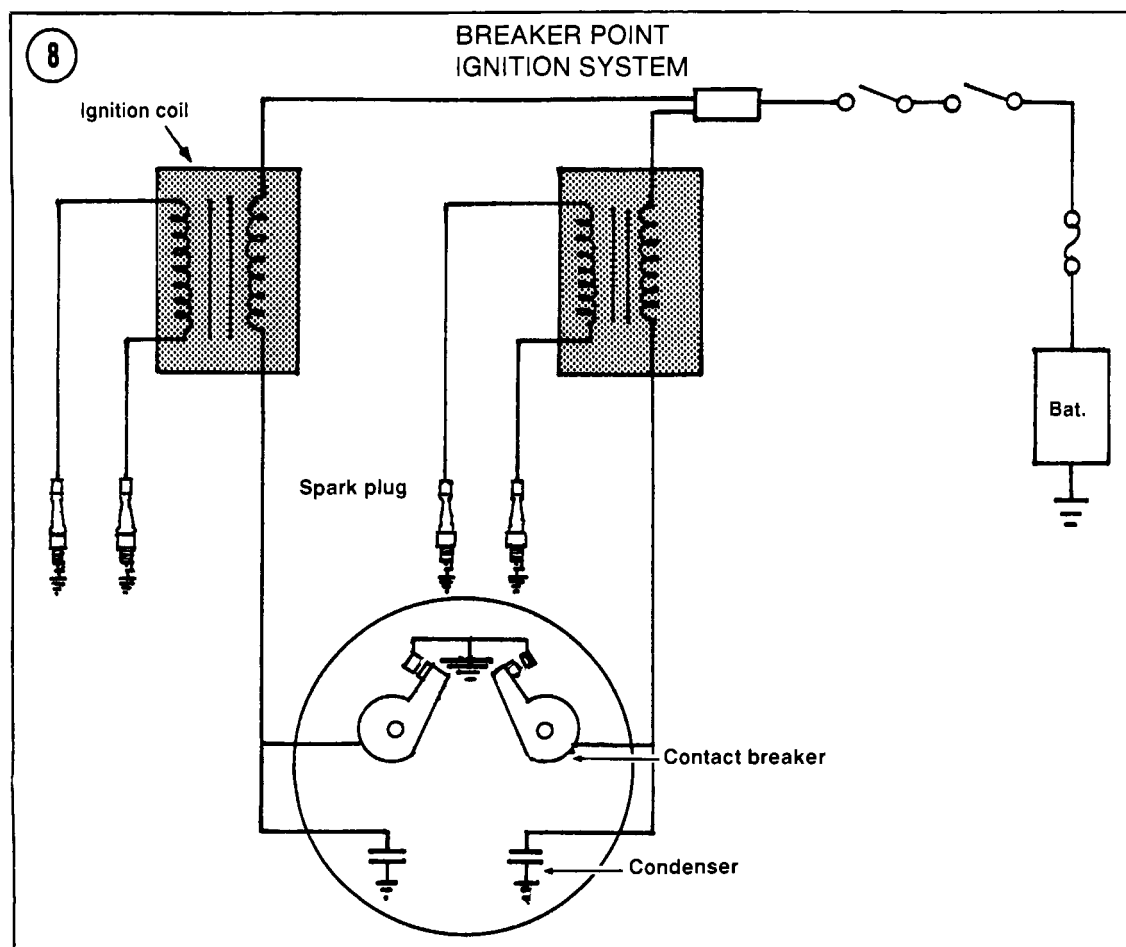 8
BREAKER POINT
IGNITION SYSTEM
Ignition coil
Bat.
Spark plug
Contact breaker
Condenser